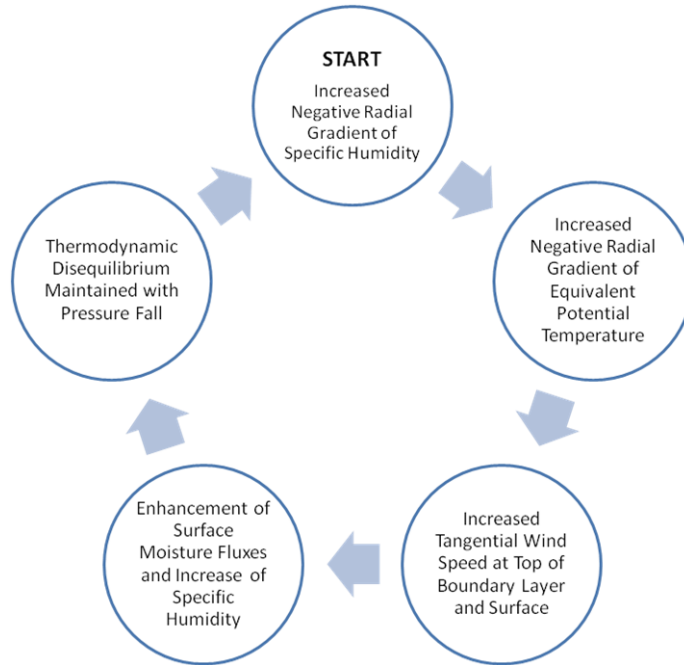 START
Increased
Negative Radial
Gradient of
Specific Humidity
Increased
Negative Radial
Gradient of
Equivalent
Potential
Temperature
Increased
Tangential Wind
Speed at Top of
Boundary Layer
and Surface
Enhancement of
Surface
Moisture Fluxes
and Increase of
Specific
Humidity
Thermodynamic
Disequilibrium
Maintained with
Pressure Fall